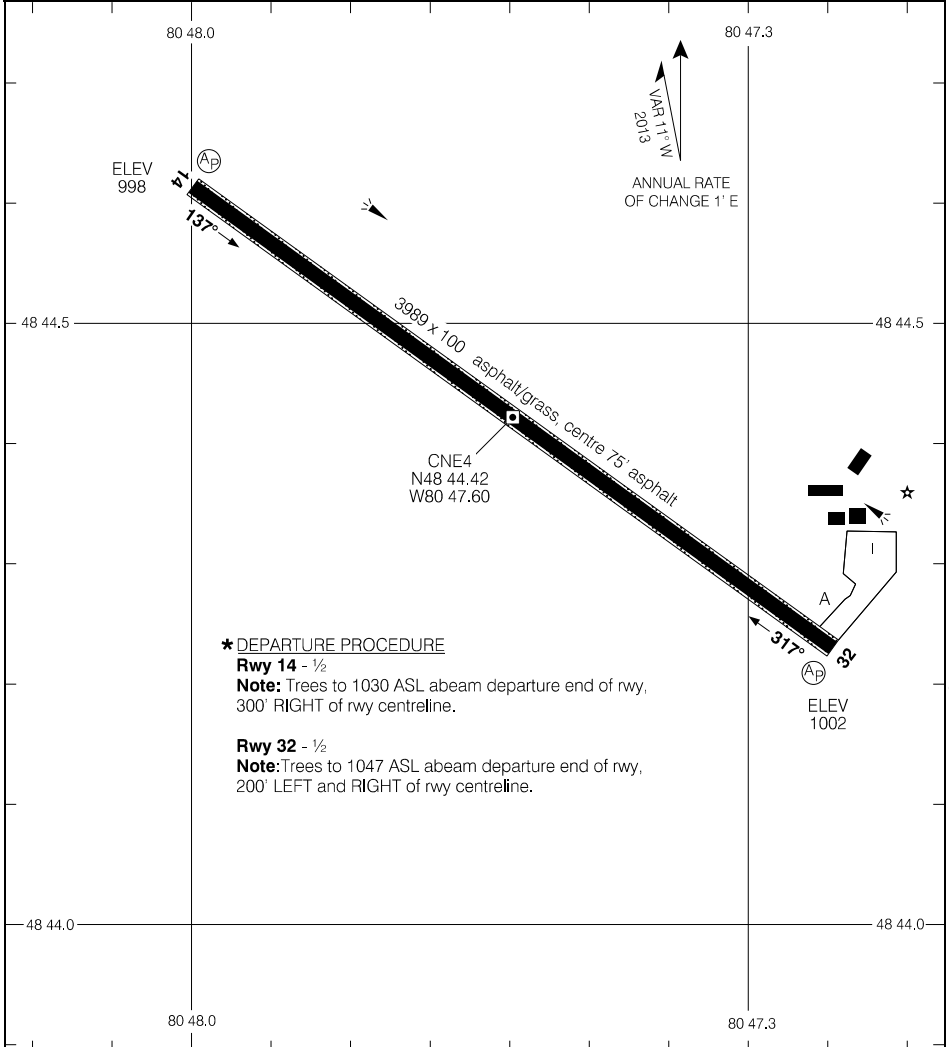 80 48.0
80 47.3
VAR 11° W
2013
ANNUAL RATE
OF CHANGE 1' E
ELEV
998
14
AP
137°
48 44.5
48 44.5
3989 x 100 asphalt/grass, centre 75' asphalt
CNE4
N48 44.42
W80 47.60
I
A
317°
32
AP
ELEV
1002
* DEPARTURE PROCEDURE
Rwy 14 - ½
Note: Trees to 1030 ASL abeam departure end of rwy,
300' RIGHT of rwy centreline.
Rwy 32 - ½
Note:Trees to 1047 ASL abeam departure end of rwy,
200' LEFT and RIGHT of rwy centreline.
48 44.0
48 44.0
80 48.0
80 47.3